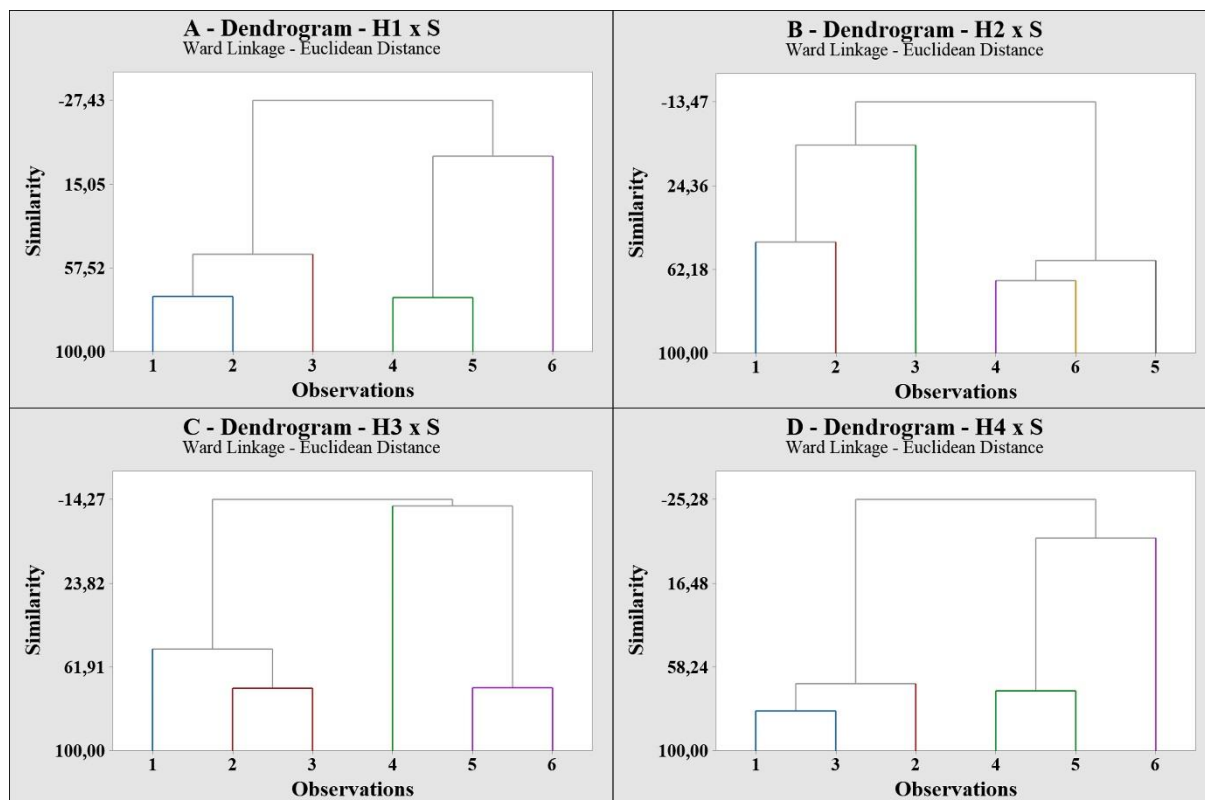 A - Dendrogram - H1 x S
Ward Linkage - Euclidean Distance
Similarity
-27,43
15,05
57,52
100,00
1 2 3 4 5 6
Observations
B - Dendrogram - H2 x S
Ward Linkage - Euclidean Distance
Similarity
-13,47
24,36
62,18
100,00
1 2 3 4 6 5
Observations
C - Dendrogram - H3 x S
Ward Linkage - Euclidean Distance
Similarity
-14,27
23,82
61,91
100,00
1 2 3 4 5 6
Observations
D - Dendrogram - H4 x S
Ward Linkage - Euclidean Distance
Similarity
-25,28
16,48
58,24
100,00
1 3 2 4 5 6
Observations